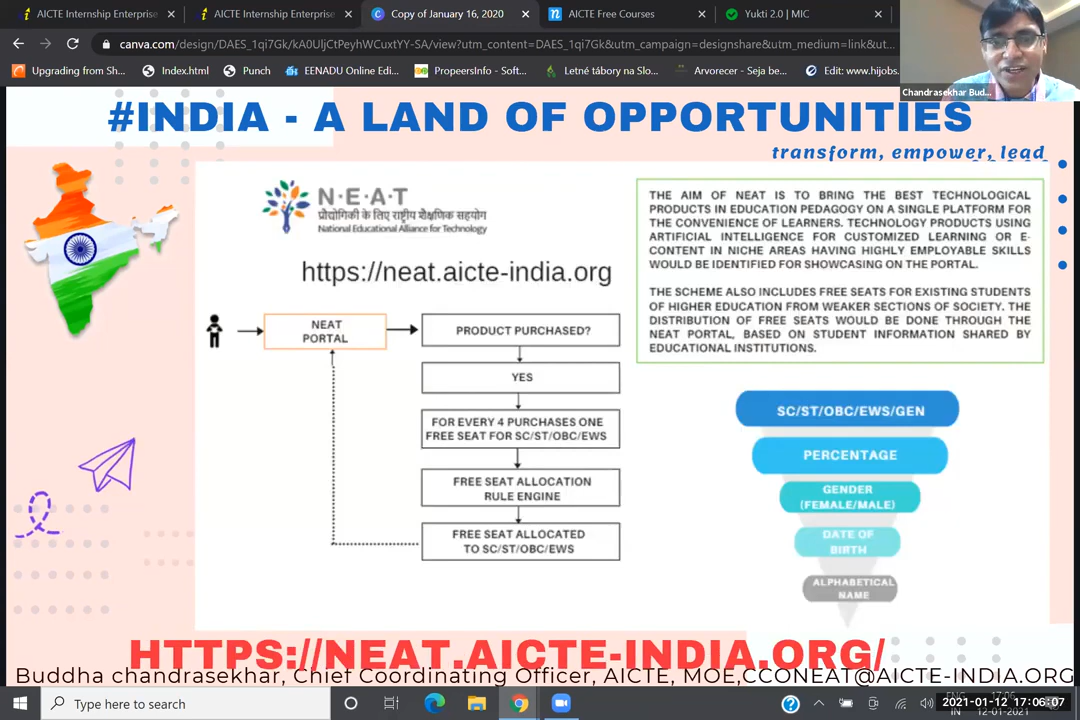 AICTE Internship Enterprise
AICTE Internship Enterprise
Copy of January 16, 2020
AICTE Free Courses
Yukti 2.0 | MIC
canva.com/design/DAES_1qi7Gk/kA0UljCtPeyhWCuxtYY-SA/view?utm_content=DAES_1qi7Gk&utm_campaign=designshare&utm_medium=link&ut...
Upgrading from Sh...
Index.html
Punch
EENADU Online Edi...
PropeersInfo - Soft...
Letné tábory na Slo...
Arvorecer - Seja be...
Edit: www.hijobs.
Chandrasekhar Bud...
#INDIA - A LAND OF OPPORTUNITIES
transform, empower, lead
N·E·A·T
प्रौद्योगिकी के लिए राष्ट्रीय शैक्षणिक सहयोग
National Educational Alliance for Technology
https://neat.aicte-india.org
NEAT
PORTAL
PRODUCT PURCHASED?
YES
FOR EVERY 4 PURCHASES ONE
FREE SEAT FOR SC/ST/OBC/EWS
FREE SEAT ALLOCATION
RULE ENGINE
FREE SEAT ALLOCATED
TO SC/ST/OBC/EWS
THE AIM OF NEAT IS TO BRING THE BEST TECHNOLOGICAL
PRODUCTS IN EDUCATION PEDAGOGY ON A SINGLE PLATFORM FOR
THE CONVENIENCE OF LEARNERS. TECHNOLOGY PRODUCTS USING
ARTIFICIAL INTELLIGENCE FOR CUSTOMIZED LEARNING OR E-
CONTENT IN NICHE AREAS HAVING HIGHLY EMPLOYABLE SKILLS
WOULD BE IDENTIFIED FOR SHOWCASING ON THE PORTAL.
THE SCHEME ALSO INCLUDES FREE SEATS FOR EXISTING STUDENTS
OF HIGHER EDUCATION FROM WEAKER SECTIONS OF SOCIETY. THE
DISTRIBUTION OF FREE SEATS WOULD BE DONE THROUGH THE
NEAT PORTAL, BASED ON STUDENT INFORMATION SHARED BY
EDUCATIONAL INSTITUTIONS.
SC/ST/OBC/EWS/GEN
PERCENTAGE
GENDER
(FEMALE/MALE)
DATE OF
BIRTH
ALPHABETICAL
NAME
HTTPS://NEAT.AICTE-INDIA.ORG/
Buddha chandrasekhar, Chief Coordinating Officer, AICTE, MOE,CCONEAT@AICTE-INDIA.ORG
Type here to search
ENG
IN
17:06
12-01-2021
2021-01-12 17:06:07